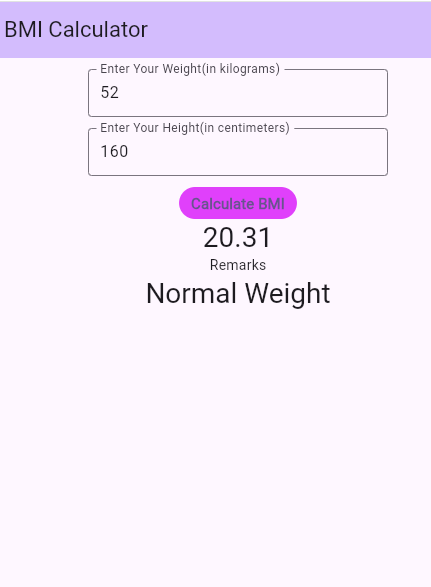 BMI Calculator
Enter Your Weight(in kilograms)
52
Enter Your Height(in centimeters)
160
Calculate BMI
20.31
Remarks
Normal Weight